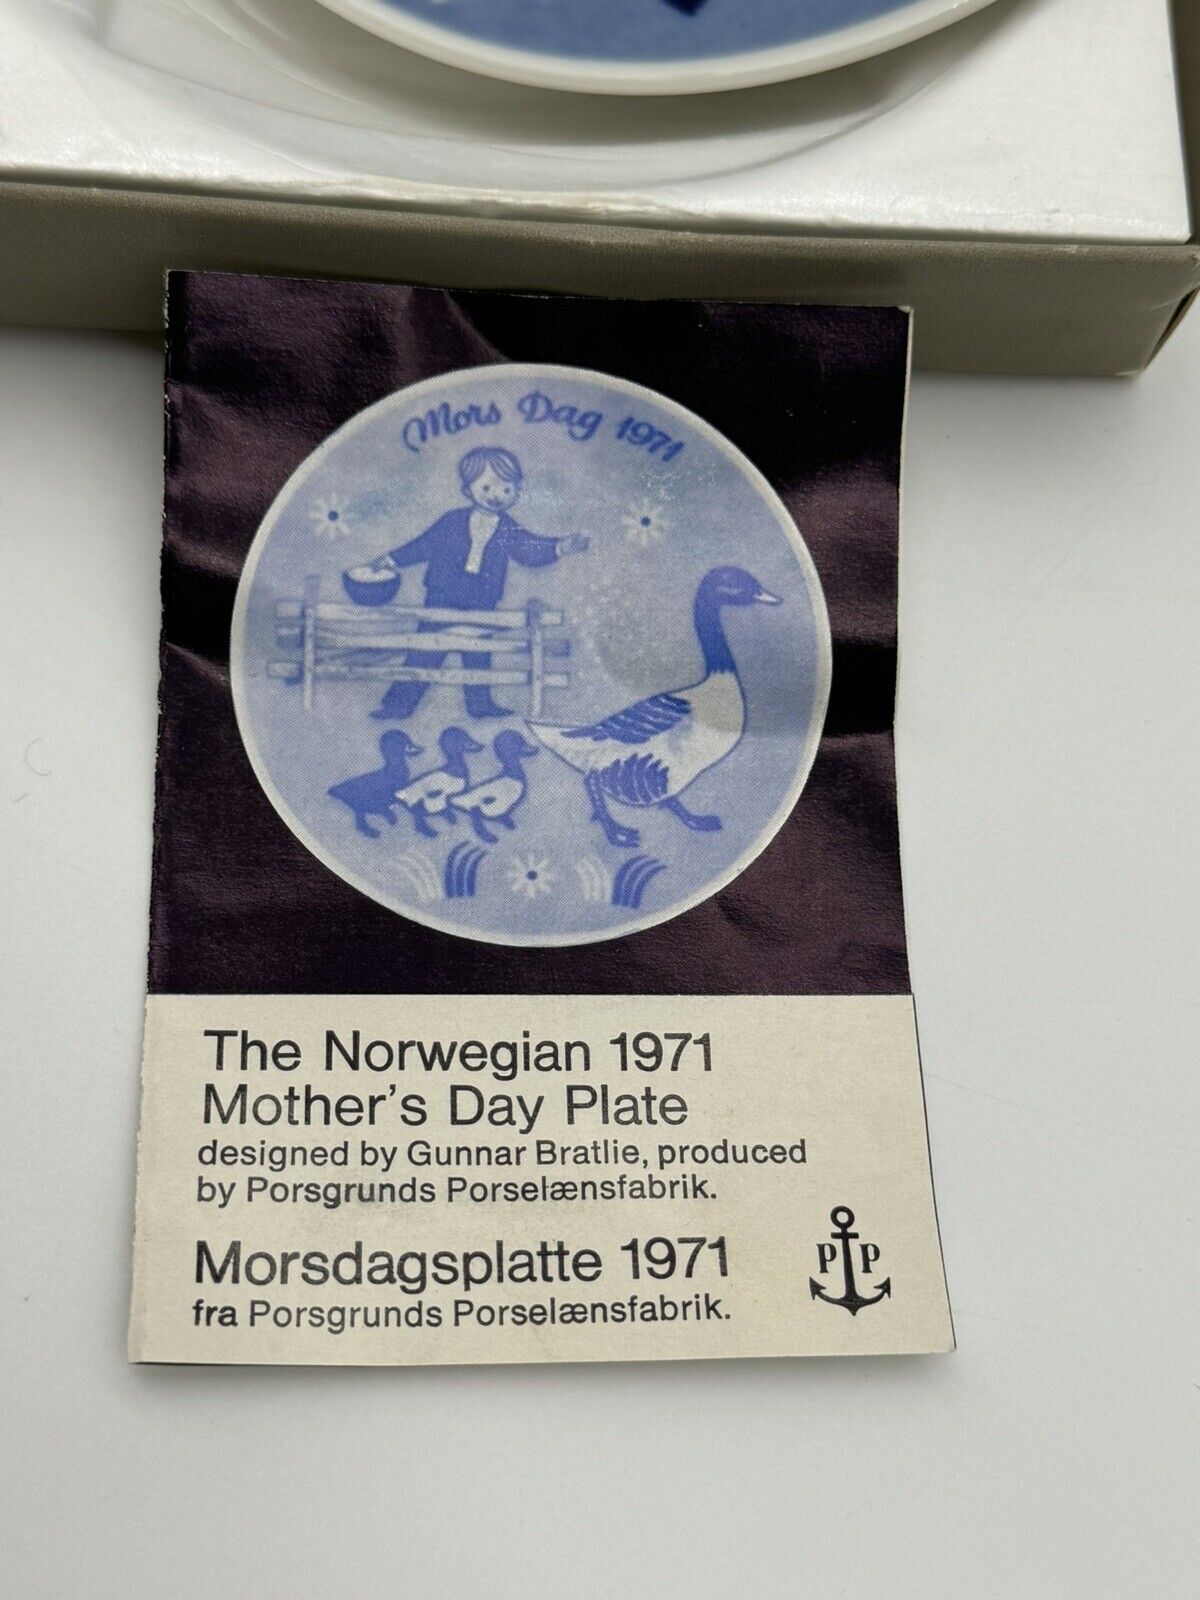 Mors Dag 1971
The Norwegian 1971
Mother's Day Plate
designed by Gunnar Bratlie, produced
by Porsgrunds Porselænsfabrik.
Morsdagsplatte 1971
fra Porsgrunds Porselænsfabrik.
P P